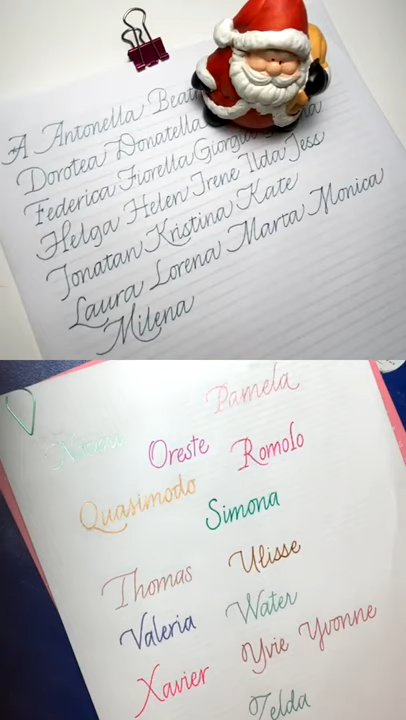 A Antonella
Dorotea Donatella
Federica Fiorella Giorgia
Helga Helen Irene Ilda Jess
Jonatan Kristina Kate
Laura Lorena Marta Monica
Milena
Pamela
Oreste Romolo
Quasimodo
Simona
Thomas Ulisse
Valeria Water
Xavier Yvie Yvonne
Zelda